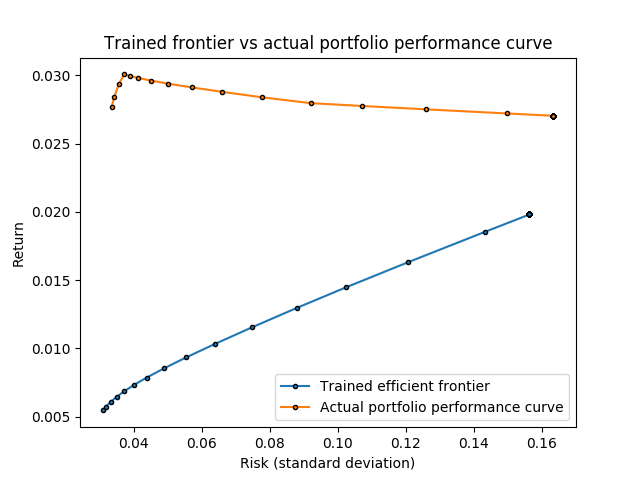 Trained frontier vs actual portfolio performance curve
0.030
0.025
0.020
0.015
0.010
0.005
Return
Trained efficient frontier
Actual portfolio performance curve
0.04 0.06 0.08 0.10 0.12 0.14 0.16
Risk (standard deviation)